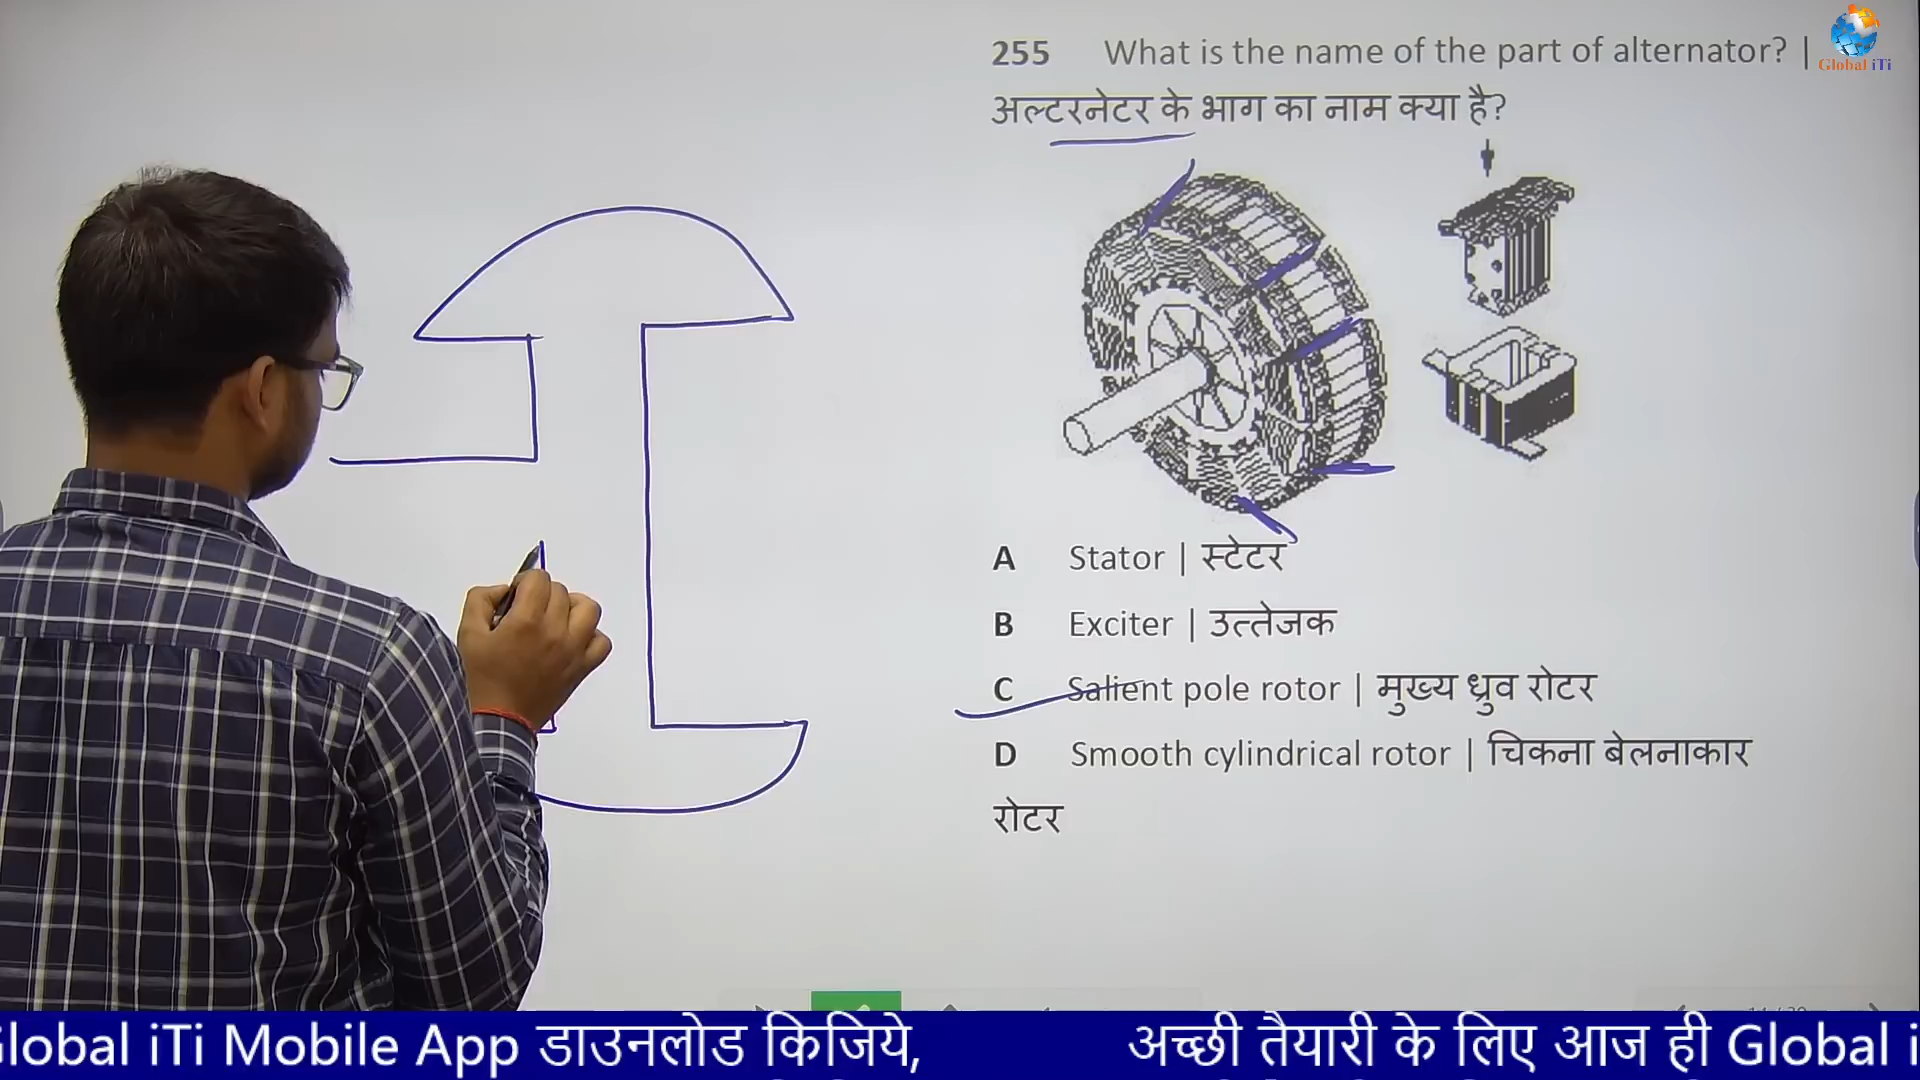 255 What is the name of the part of alternator? |
अल्टरनेटर के भाग का नाम क्या है?
Global iTi
A Stator | स्टेटर
B Exciter | उत्तेजक
C Salient pole rotor | मुख्य ध्रुव रोटर
D Smooth cylindrical rotor | चिकना बेलनाकार
रोटर
Global iTi Mobile App डाउनलोड किजिये, अच्छी तैयारी के लिए आज ही Global i